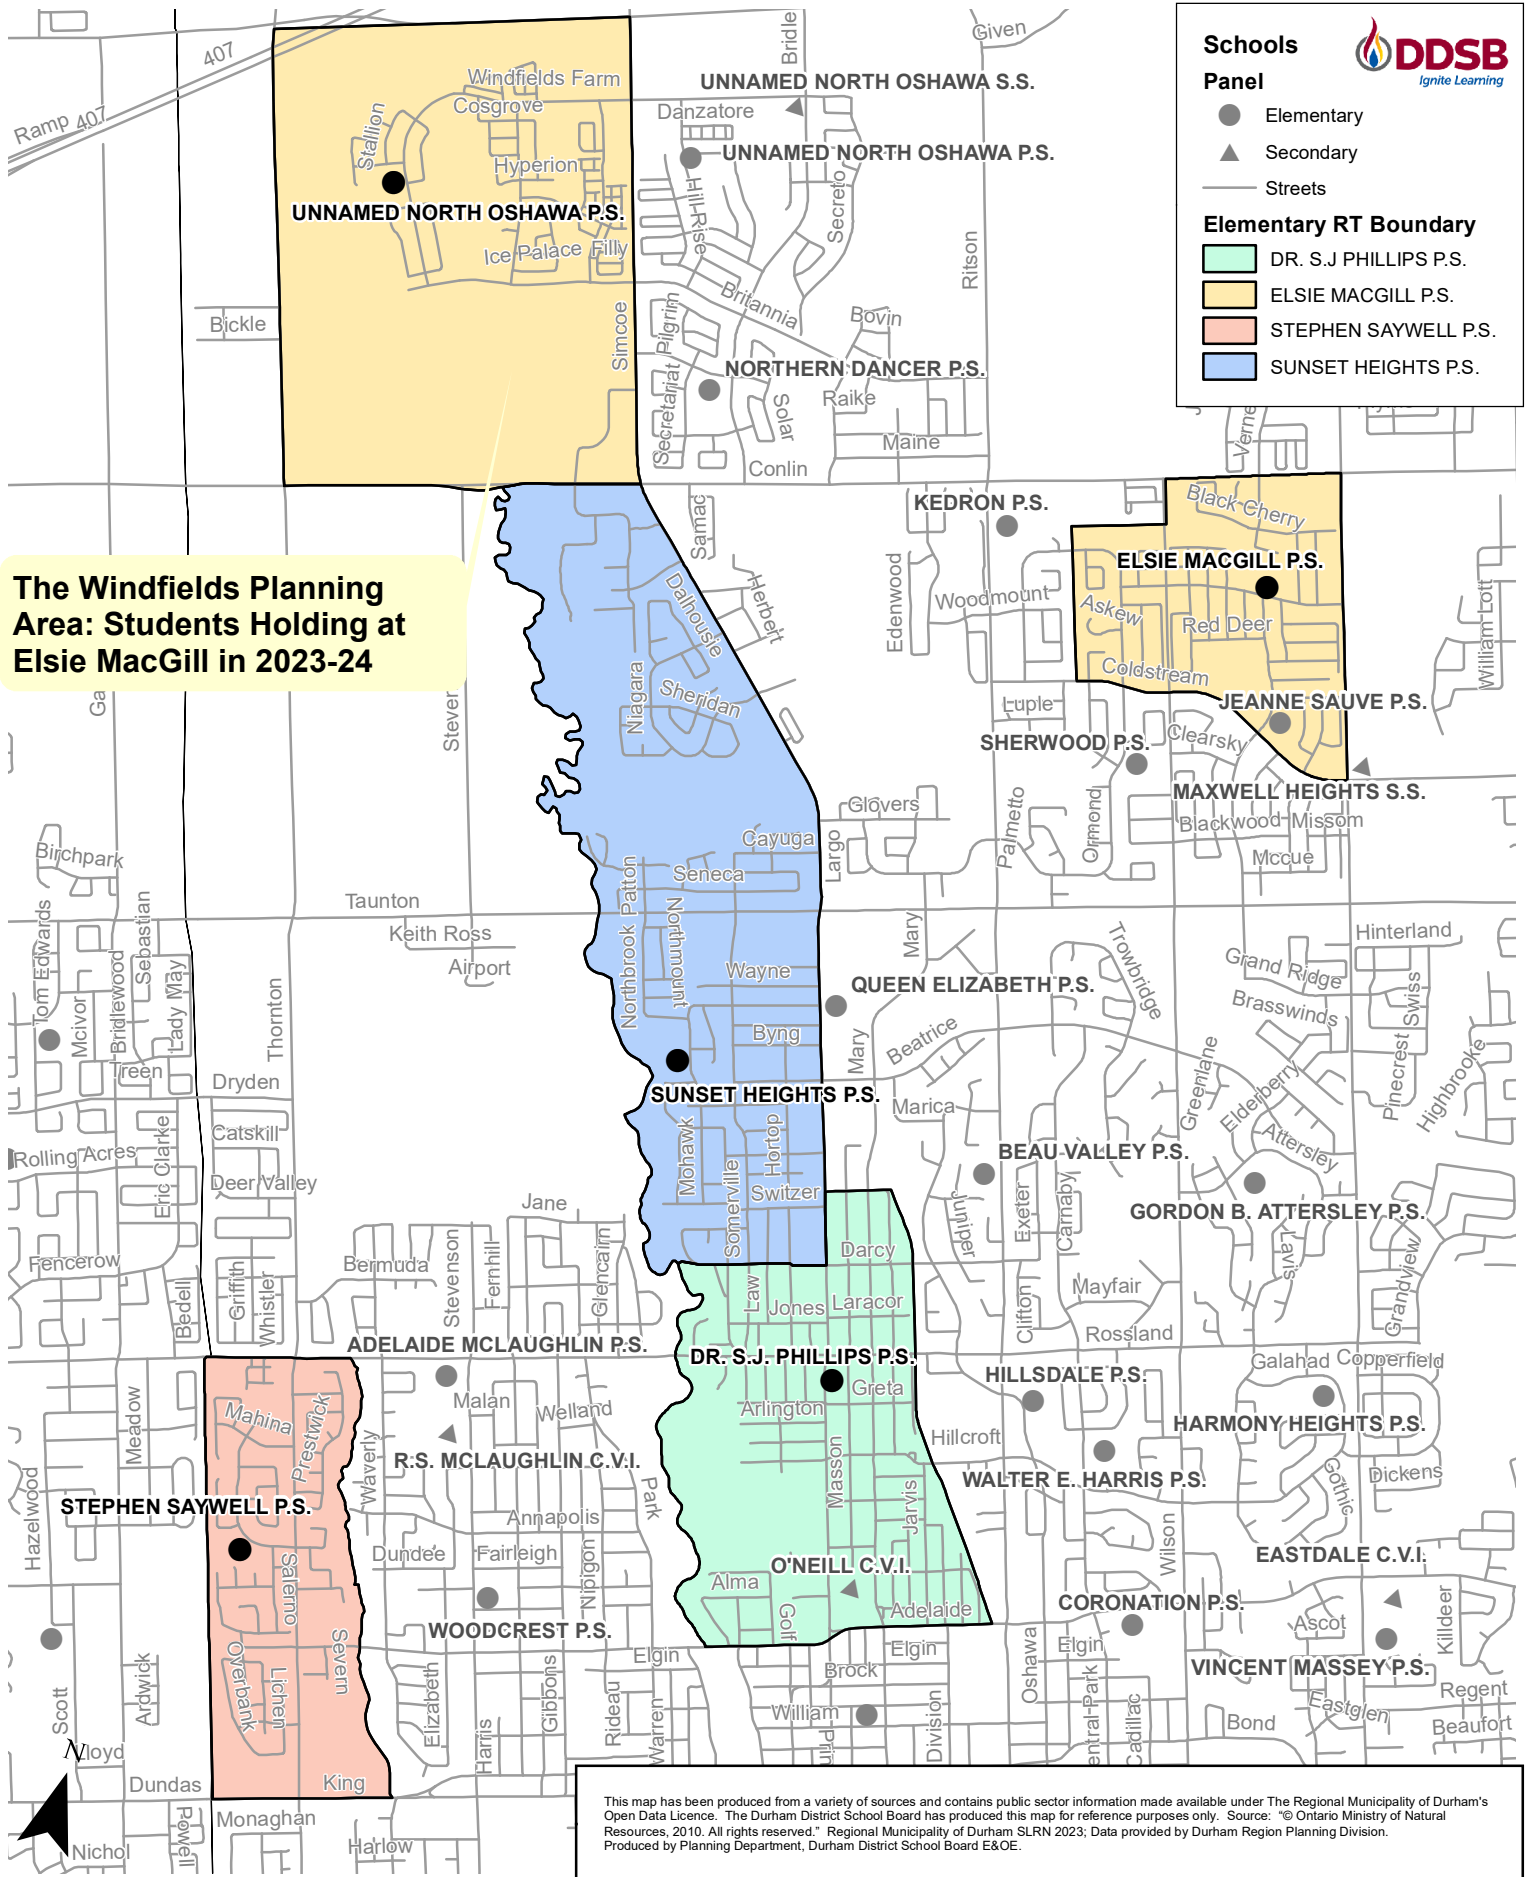 Given
Bridle
407
Windfields Farm
UNNAMED NORTH OSHAWA S.S.
Cosgrove
Danzatore
Ramp
407
Stallion
Hyperion
UNNAMED NORTH OSHAWA P.S.
UNNAMED NORTH OSHAWA P.S.
Hill-Rise
Secreto
Ice Palace
Filly
Ritson
Bickle
Simcoe
Pilgrim
Britannia
Bovin
NORTHERN DANCER P.S.
Secretariat
Solar
Raike
Maine
Conlin
Schools
DDSB
Ignite Learning
Panel
Elementary
Secondary
Streets
Elementary RT Boundary
DR. S.J PHILLIPS P.S.
ELSIE MACGILL P.S.
STEPHEN SAYWELL P.S.
SUNSET HEIGHTS P.S.
Verne
KEDRON P.S.
Black Cherry
Samac
ELSIE MACGILL P.S.
The Windfields Planning
Area: Students Holding at
Elsie MacGill in 2023-24
Dalhousie
Herbert
Edenwood
Woodmount
Askew
Red Deer
William Lott
Coldstream
Ga
Stever
Niagara
Sheridan
Luple
JEANNE SAUVE P.S.
SHERWOOD P.S.
Clearsky
MAXWELL HEIGHTS S.S.
Glovers
Palmetto
Ormond
Blackwood
Missom
Cayuga
Largo
Mccue
Birchpark
Seneca
Patton
Taunton
Sebastian
Tom Edwards
Keith Ross
Northmount
Mary
Hinterland
Airport
Northbrook
Wayne
Trowbridge
Grand Ridge
Swiss
Bridlewood
Lady May
QUEEN ELIZABETH P.S.
Brasswinds
Mcivor
Thornton
Byng
Mary
Beatrice
Greenlane
Pinecrest
Highbrooke
Treen
Dryden
SUNSET HEIGHTS P.S.
Marica
Elderberry
Catskill
Eric Clarke
Mohawk
Hortop
Attersley
Rolling Acres
BEAU VALLEY P.S.
Deer Valley
Somerville
Switzer
Jane
Juniper
Exeter
Carnaby
GORDON B. ATTERSLEY P.S.
Fencerow
Bermuda
Stevenson
Fernhill
Glencairn
Darcy
Lavis
Grandview
Griffith
Whistler
Bedell
Law
Jones
Laracor
Clifton
Mayfair
Rossland
ADELAIDE MCLAUGHLIN P.S.
DR. S.J. PHILLIPS P.S.
Galahad
Copperfield
HILLSDALE P.S.
Greta
Malan
Welland
Arlington
Meadow
Mahina
Prestwick
Hillcroft
HARMONY HEIGHTS P.S.
Waverly
R.S. MCLAUGHLIN C.V.I.
Masson
WALTER E. HARRIS P.S.
Gothic
Dickens
Hazelwood
STEPHEN SAYWELL P.S.
Park
Jarvis
Annapolis
Wilson
Dundee
Fairleigh
Nipigon
Salerno
O'NEILL C.V.I.
EASTDALE C.V.I.
Alma
Golf
Adelaide
CORONATION P.S.
Ascot
Killdeer
WOODCREST P.S.
Overbank
Severn
Elgin
Elgin
Oshawa
Elgin
VINCENT MASSEY P.S.
Ardwick
Lichen
Elizabeth
Gibbons
Rideau
Warren
Brock
Eastglen
Regent
Scott
Harris
William
Division
entral-Park
Cadillac
Bond
Beaufort
N
Lloyd
Dundas
King
Powell
Monaghan
Harlow
Nichol
This map has been produced from a variety of sources and contains public sector information made available under The Regional Municipality of Durham's
Open Data Licence. The Durham District School Board has produced this map for reference purposes only. Source: "© Ontario Ministry of Natural
Resources, 2010. All rights reserved." Regional Municipality of Durham SLRN 2023; Data provided by Durham Region Planning Division.
Produced by Planning Department, Durham District School Board E&OE.